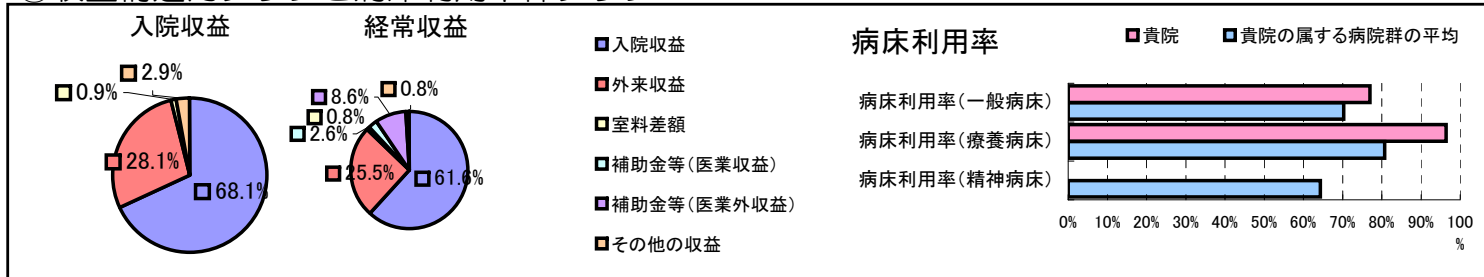 入院収益
2.9%
0.9%
28.1%
68.1%
経常収益
8.6%
0.8%
0.8%
2.6%
25.5%
61.6%
入院収益
外来収益
室料差額
補助金等(医業収益)
補助金等(医業外収益)
その他の収益
病床利用率
貴院
貴院の属する病院群の平均
病床利用率(一般病床)
病床利用率(療養病床)
病床利用率(精神病床)
0% 10% 20% 30% 40% 50% 60% 70% 80% 90% 100
%